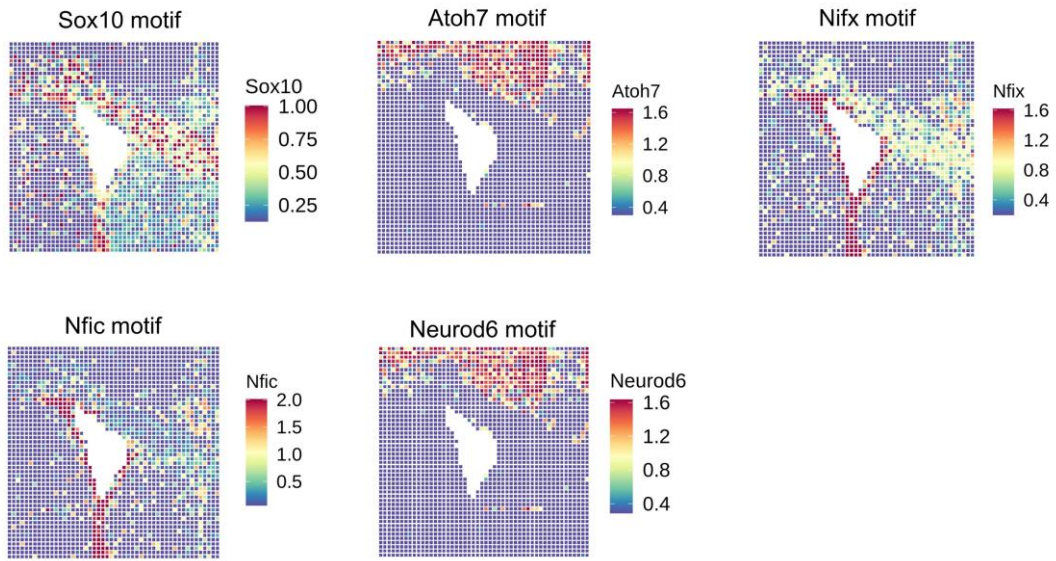 Sox10 motif
Atoh7 motif
Nifx motif
Sox10
1.00
0.75
0.50
0.25
Atoh7
1.6
1.2
0.8
0.4
Nfix
1.6
1.2
0.8
0.4
Nfic motif
Neurod6 motif
Nfic
2.0
1.5
1.0
0.5
Neurod6
1.6
1.2
0.8
0.4